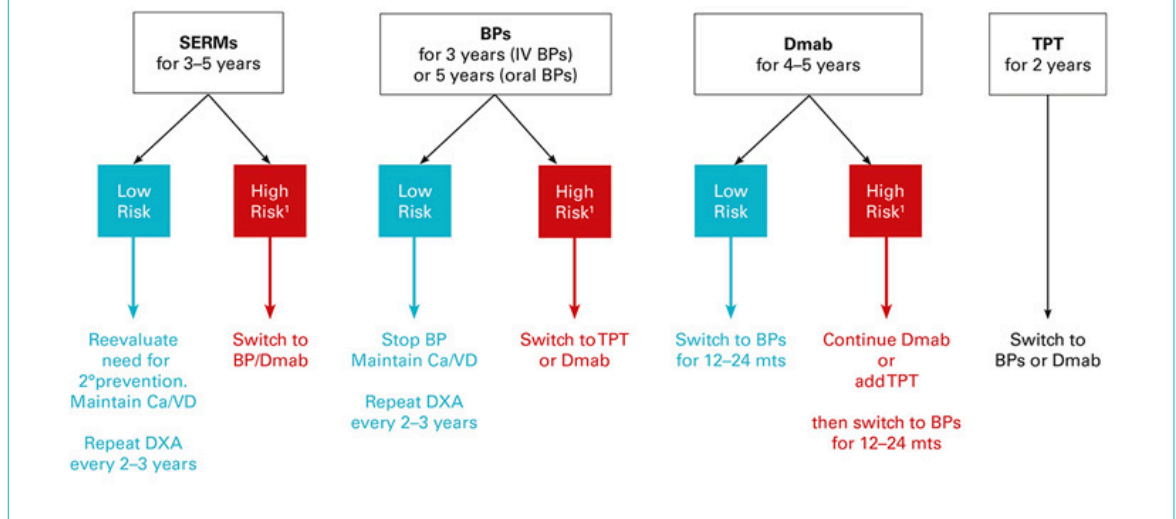 SERMs
for 3–5 years
BPs
for 3 years (IV BPs)
or 5 years (oral BPs)
Dmab
for 4–5 years
TPT
for 2 years
Low
Risk
High
Risk¹
Low
Risk
High
Risk¹
Low
Risk
High
Risk¹
Reevaluate
need for
2°prevention.
Maintain Ca/VD
Repeat DXA
every 2–3 years
Switch to
BP/Dmab
Stop BP
Maintain Ca/VD
Repeat DXA
every 2–3 years
Switch to TPT
or Dmab
Switch to BPs
for 12–24 mts
Continue Dmab
or
add TPT
then switch to BPs
for 12–24 mts
Switch to
BPs or Dmab